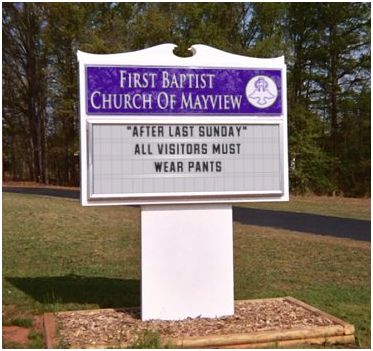 FIRST BAPTIST
CHURCH OF MAYVIEW
"AFTER LAST SUNDAY"
ALL VISITORS MUST
WEAR PANTS